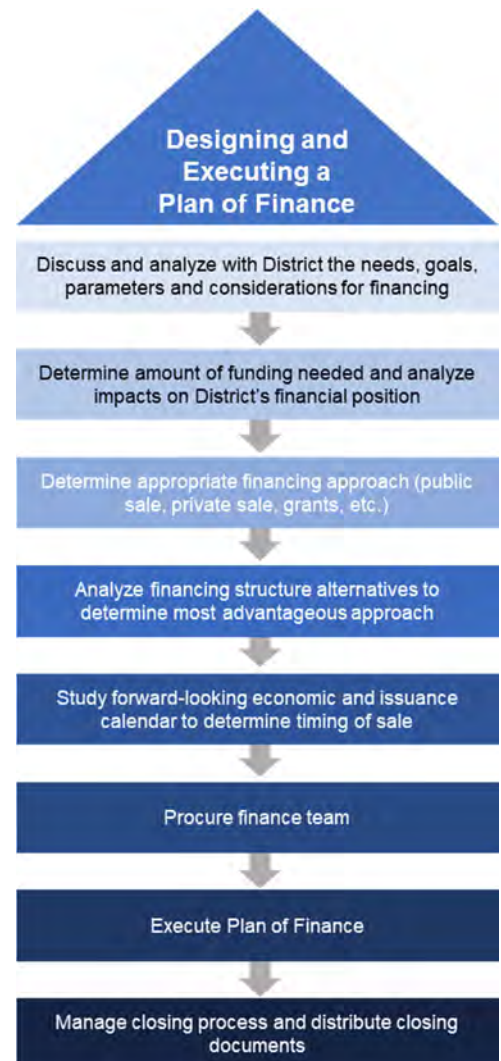 Designing and
Executing a
Plan of Finance
Discuss and analyze with District the needs, goals,
parameters and considerations for financing
Determine amount of funding needed and analyze
impacts on District's financial position
Determine appropriate financing approach (public
sale, private sale, grants, etc.)
Analyze financing structure alternatives to
determine most advantageous approach
Study forward-looking economic and issuance
calendar to determine timing of sale
Procure finance team
Execute Plan of Finance
Manage closing process and distribute closing
documents